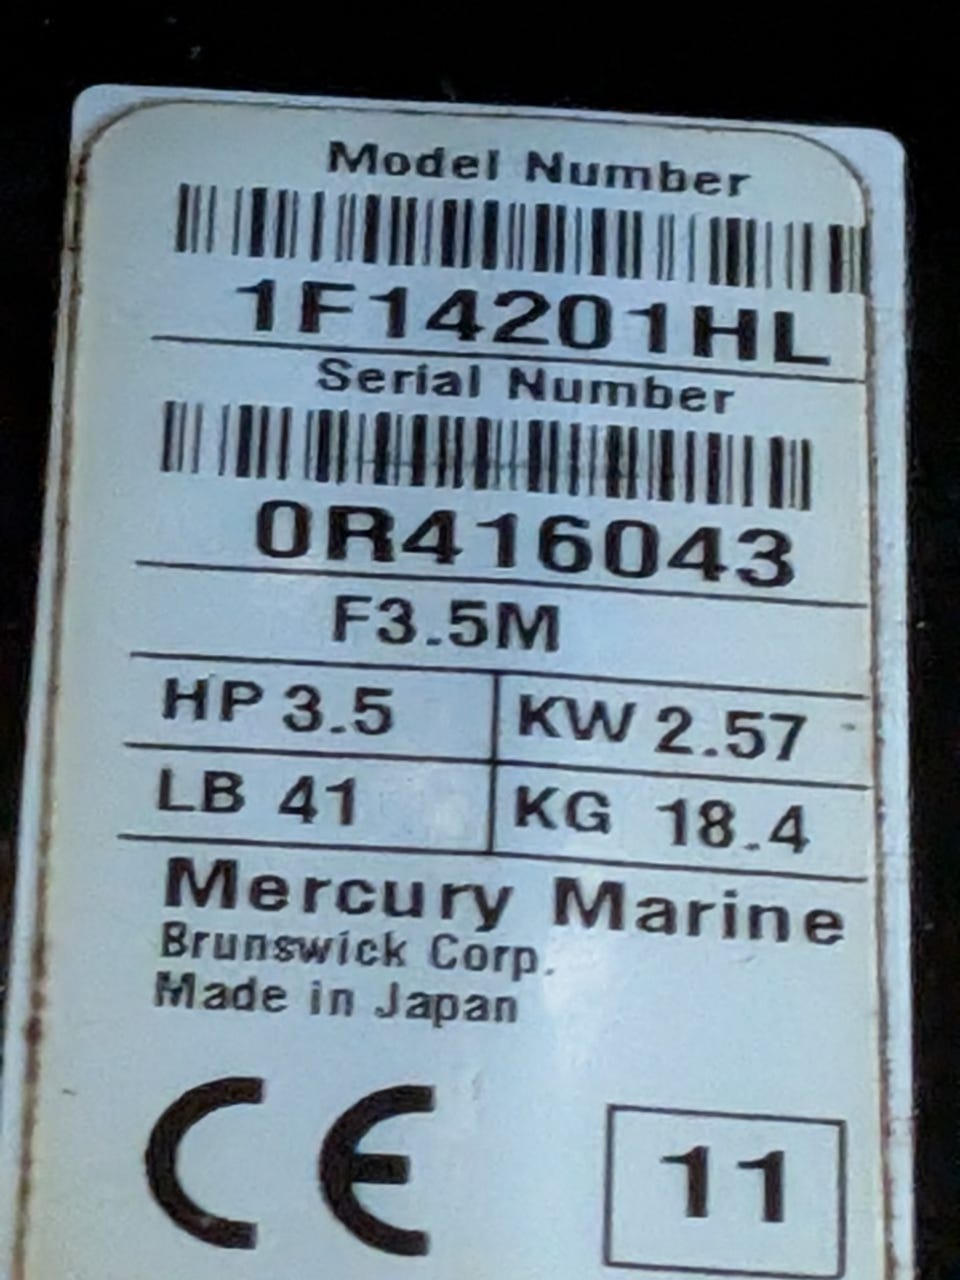 Model Number
1F14201HL
Serial Number
0R416043
F3.5M
HP 3.5 KW 2.57
LB 41 KG 18.4
Mercury Marine
Brunswick Corp.
Made in Japan
CE 11